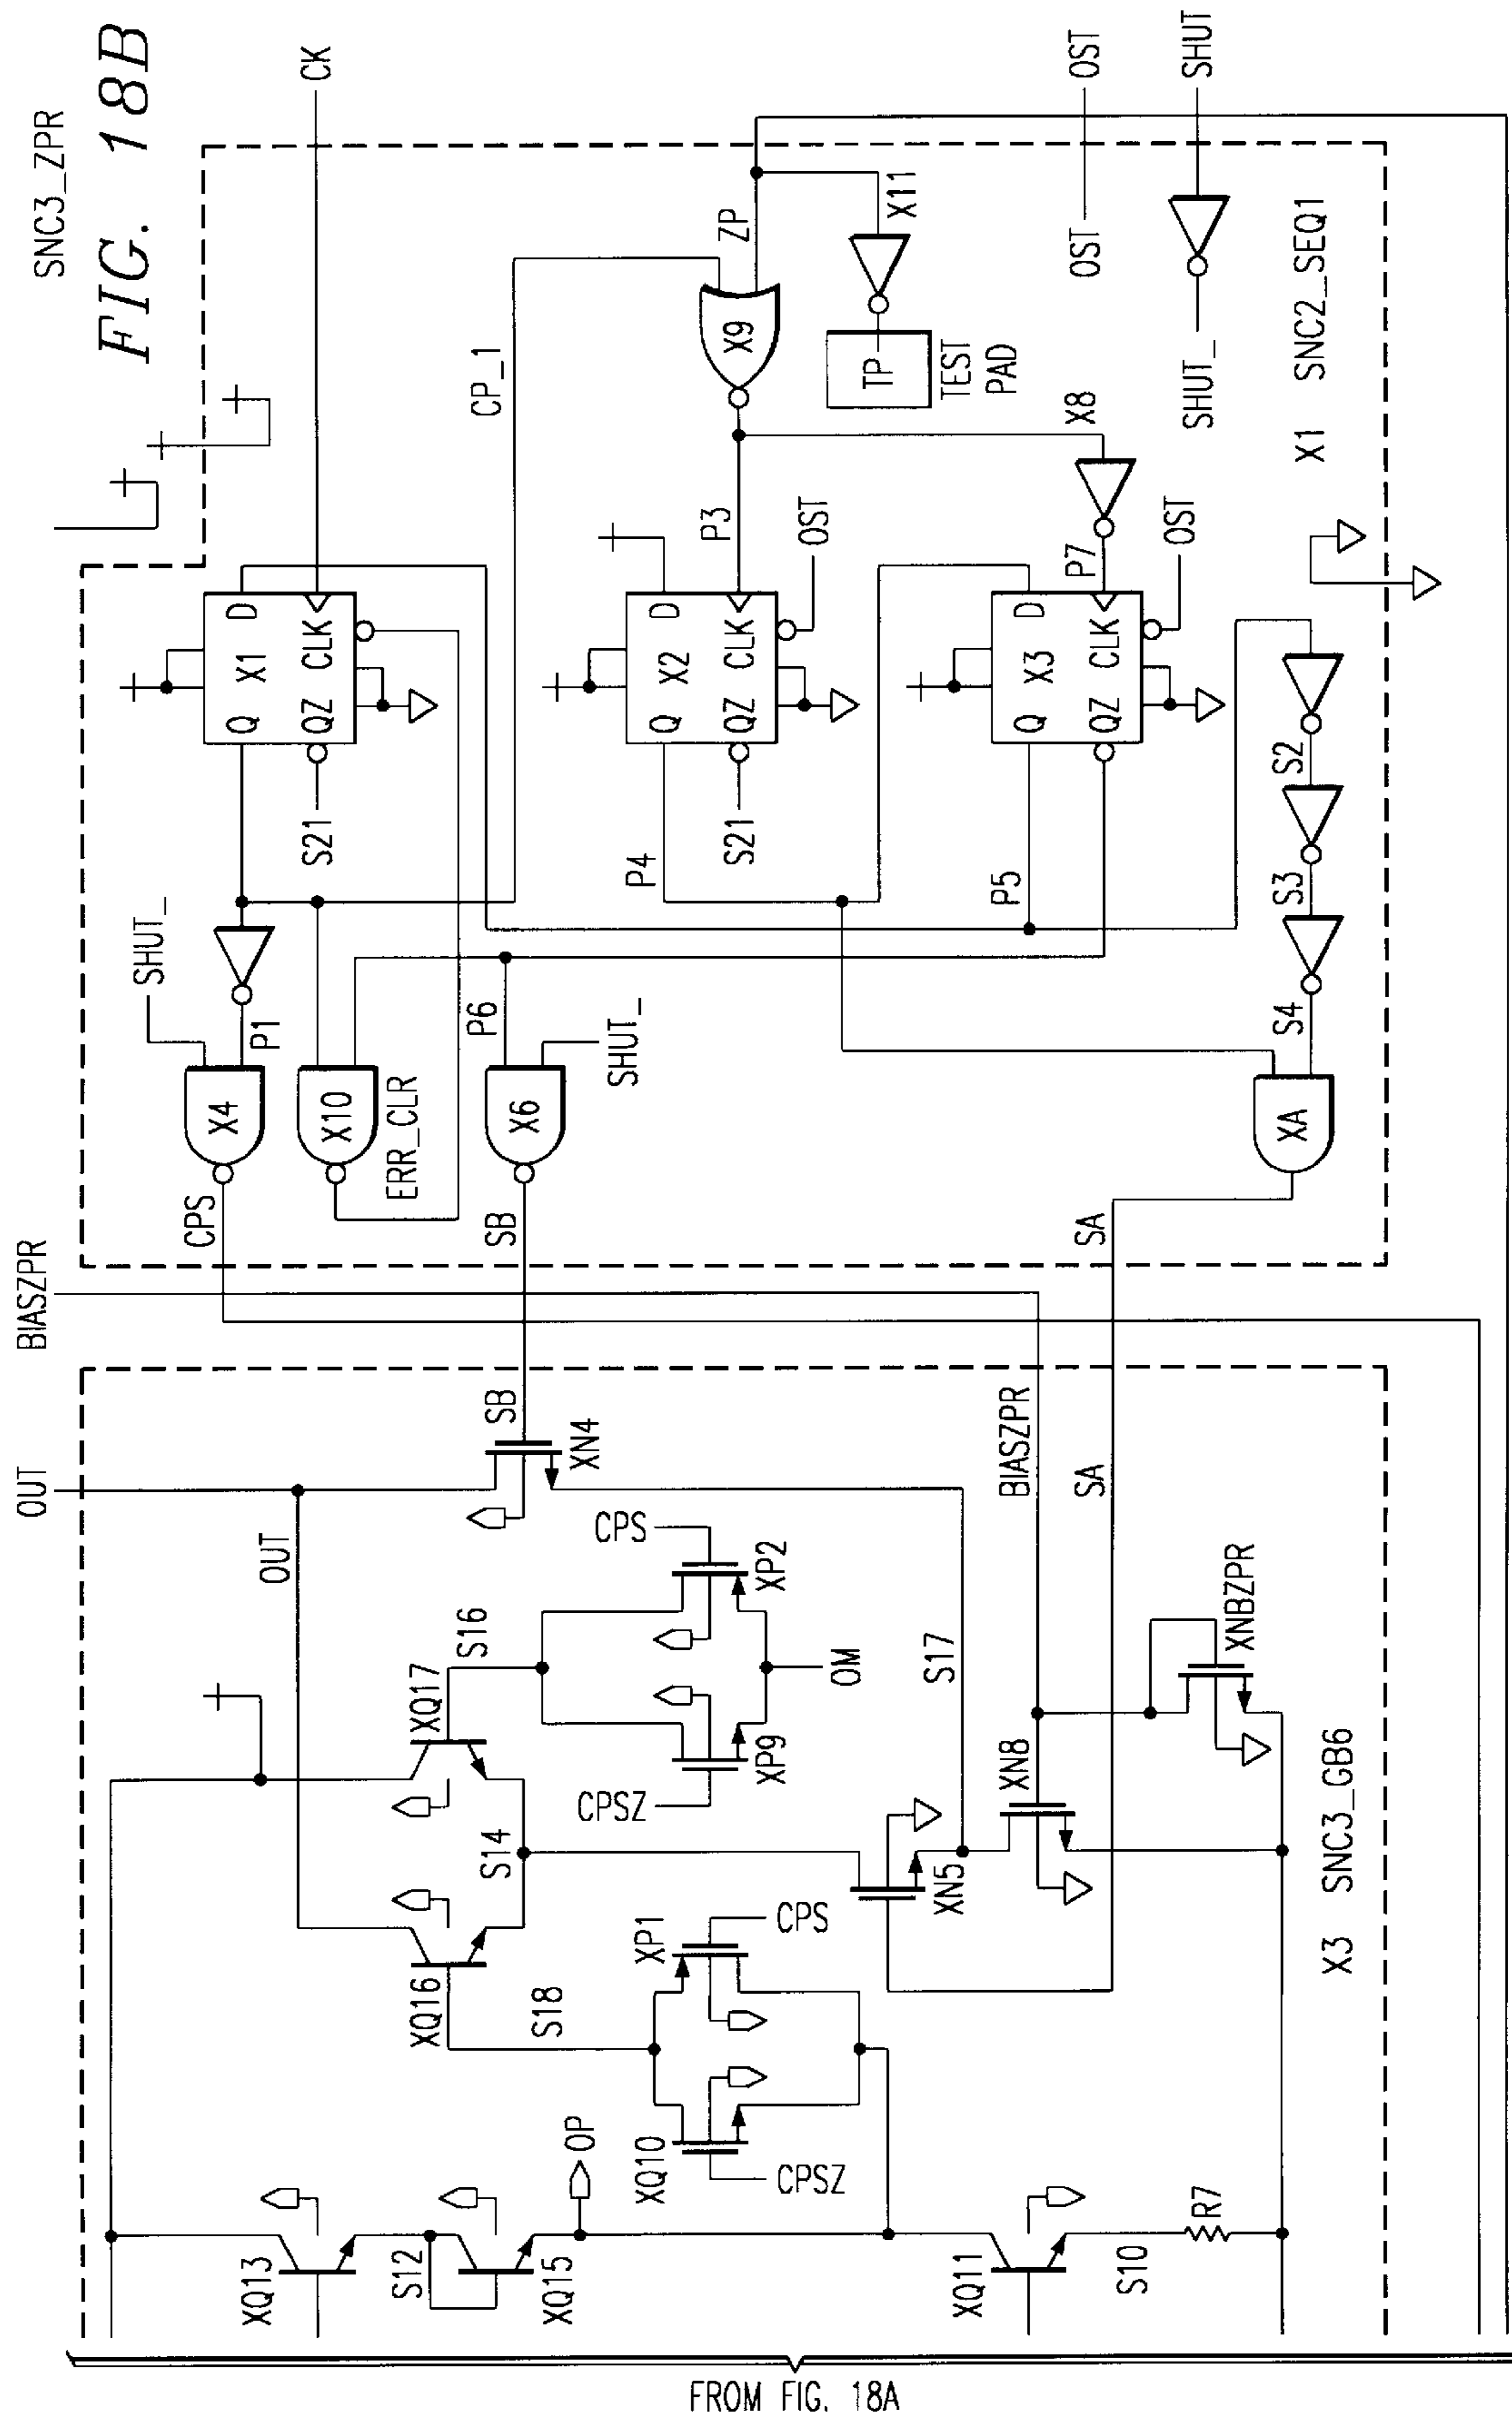 SNC3_ZPR
FIG. 18B
BIASZPR
OUT
FROM FIG. 18A
XQ13
S12
XQ15
OP
XQ11
S10
R7
OUT
XQ16
S14
XQ17
S16
S18
XQ10
CPSZ
XP1
CPS
CPSZ
XP9
CPS
XP2
OM
SB
XN4
S17
XN5
XN8
BIASZPR
SA
XNBZPR
X3 SNC3_GB6
CPS
SHUT_
X4
P1
X10
ERR_CLR
SB
X6
P6
SHUT_
SA
XA
S4
S3
S2
Q
X1
D
QZ
CLK
S21
CK
CP_1
P4
Q
X2
D
QZ
CLK
S21
OST
P3
X9
ZP
X11
TP
TEST
PAD
P5
Q
X3
D
QZ
CLK
OST
P7
X8
OST
OST
SHUT_
SHUT
X1 SNC2_SEQ1